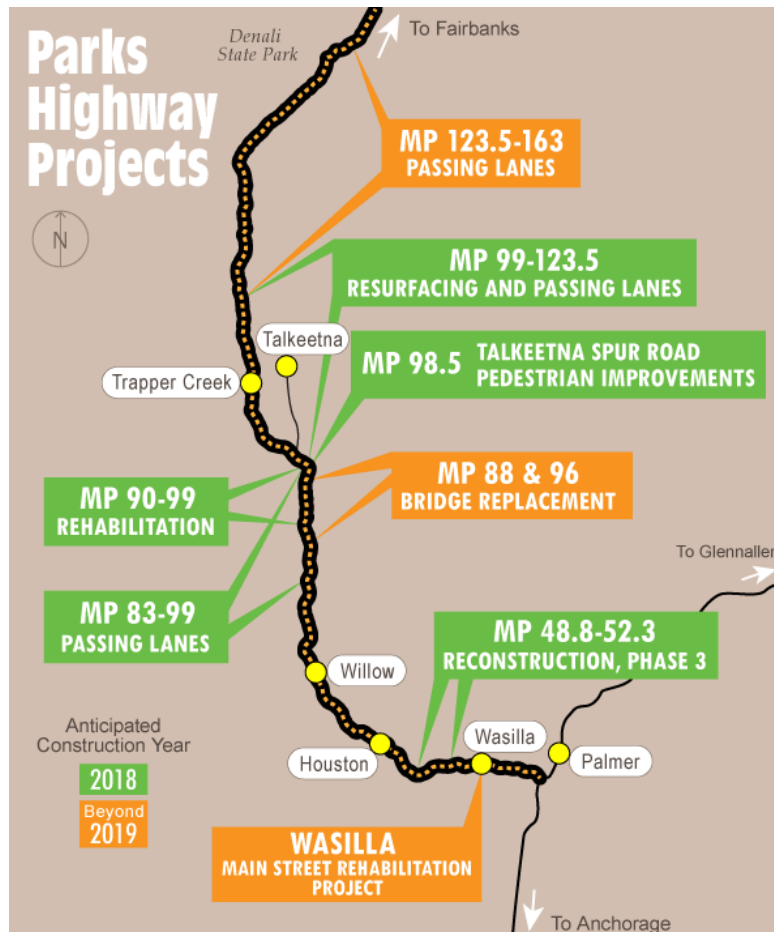 Parks
Highway
Projects
Denali
State Park
To Fairbanks
N
MP 123.5-163
PASSING LANES
MP 99-123.5
RESURFACING AND PASSING LANES
Talkeetna
MP 98.5 TALKEETNA SPUR ROAD
PEDESTRIAN IMPROVEMENTS
Trapper Creek
MP 88 & 96
BRIDGE REPLACEMENT
MP 90-99
REHABILITATION
To Glennallen
MP 83-99
PASSING LANES
MP 48.8-52.3
RECONSTRUCTION, PHASE 3
Willow
Anticipated
Construction Year
2018
Beyond
2019
Houston
Wasilla
Palmer
WASILLA
MAIN STREET REHABILITATION
PROJECT
To Anchorage